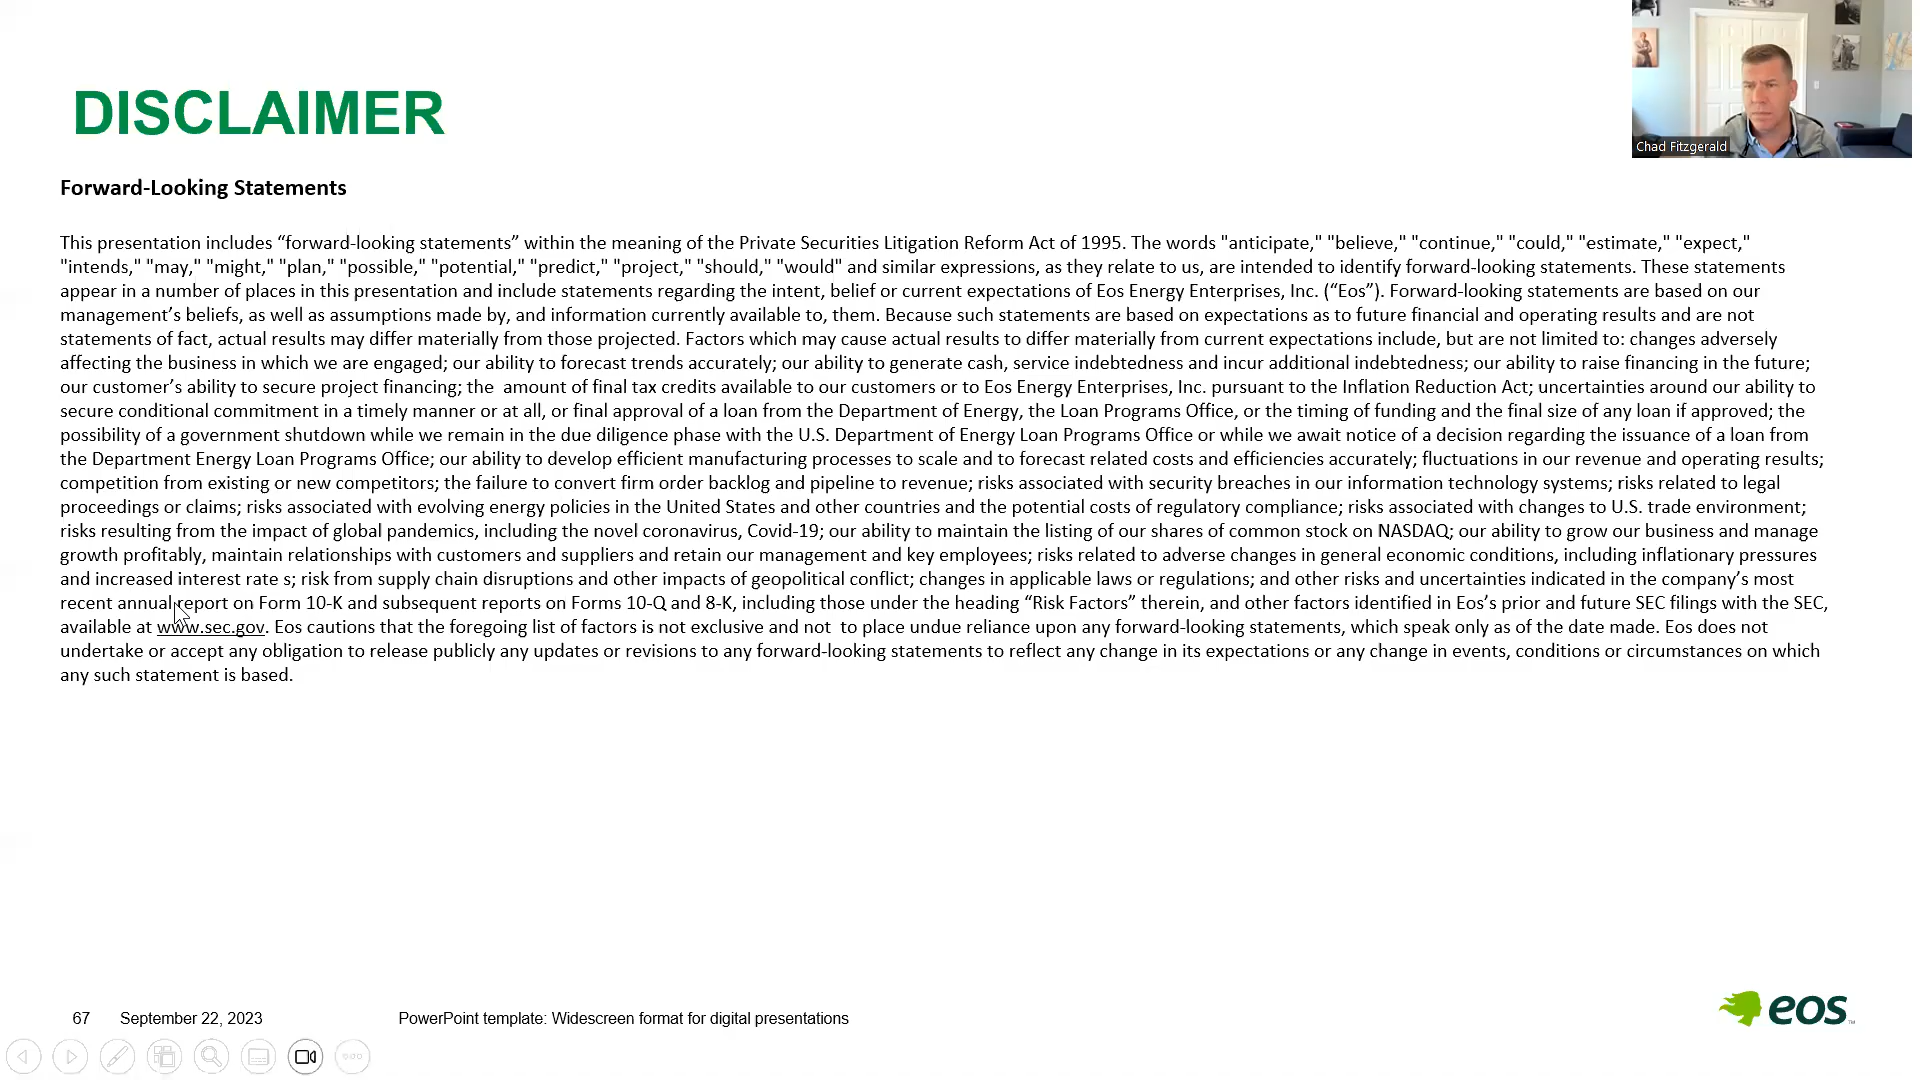 DISCLAIMER
Chad Fitzgerald
Forward-Looking Statements
This presentation includes “forward-looking statements” within the meaning of the Private Securities Litigation Reform Act of 1995. The words "anticipate," "believe," "continue," "could," "estimate," "expect,"
"intends," "may," "might," "plan," "possible," "potential," "predict," "project," "should," "would" and similar expressions, as they relate to us, are intended to identify forward-looking statements. These statements
appear in a number of places in this presentation and include statements regarding the intent, belief or current expectations of Eos Energy Enterprises, Inc. (“Eos”). Forward-looking statements are based on our
management’s beliefs, as well as assumptions made by, and information currently available to, them. Because such statements are based on expectations as to future financial and operating results and are not
statements of fact, actual results may differ materially from those projected. Factors which may cause actual results to differ materially from current expectations include, but are not limited to: changes adversely
affecting the business in which we are engaged; our ability to forecast trends accurately; our ability to generate cash, service indebtedness and incur additional indebtedness; our ability to raise financing in the future;
our customer’s ability to secure project financing; the  amount of final tax credits available to our customers or to Eos Energy Enterprises, Inc. pursuant to the Inflation Reduction Act; uncertainties around our ability to
secure conditional commitment in a timely manner or at all, or final approval of a loan from the Department of Energy, the Loan Programs Office, or the timing of funding and the final size of any loan if approved; the
possibility of a government shutdown while we remain in the due diligence phase with the U.S. Department of Energy Loan Programs Office or while we await notice of a decision regarding the issuance of a loan from
the Department Energy Loan Programs Office; our ability to develop efficient manufacturing processes to scale and to forecast related costs and efficiencies accurately; fluctuations in our revenue and operating results;
competition from existing or new competitors; the failure to convert firm order backlog and pipeline to revenue; risks associated with security breaches in our information technology systems; risks related to legal
proceedings or claims; risks associated with evolving energy policies in the United States and other countries and the potential costs of regulatory compliance; risks associated with changes to U.S. trade environment;
risks resulting from the impact of global pandemics, including the novel coronavirus, Covid-19; our ability to maintain the listing of our shares of common stock on NASDAQ; our ability to grow our business and manage
growth profitably, maintain relationships with customers and suppliers and retain our management and key employees; risks related to adverse changes in general economic conditions, including inflationary pressures
and increased interest rate s; risk from supply chain disruptions and other impacts of geopolitical conflict; changes in applicable laws or regulations; and other risks and uncertainties indicated in the company’s most
recent annual report on Form 10-K and subsequent reports on Forms 10-Q and 8-K, including those under the heading “Risk Factors” therein, and other factors identified in Eos’s prior and future SEC filings with the SEC,
available at www.sec.gov. Eos cautions that the foregoing list of factors is not exclusive and not  to place undue reliance upon any forward-looking statements, which speak only as of the date made. Eos does not
undertake or accept any obligation to release publicly any updates or revisions to any forward-looking statements to reflect any change in its expectations or any change in events, conditions or circumstances on which
any such statement is based.
67 September 22, 2023 PowerPoint template: Widescreen format for digital presentations
eos™